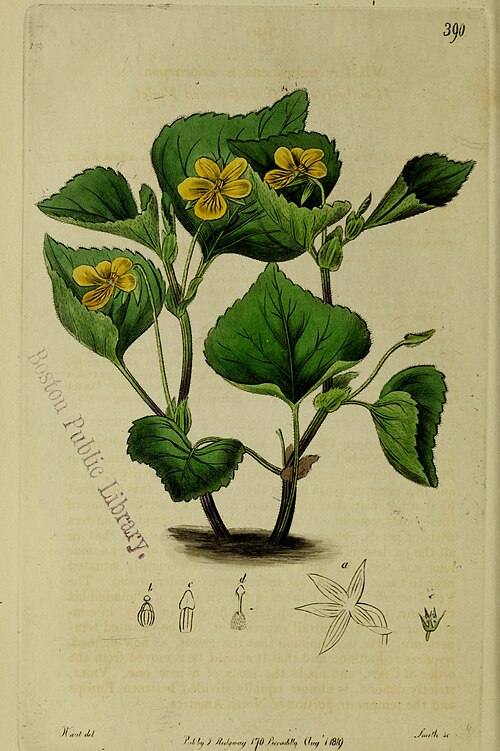 390
Boston Public Library.
a
b
c
d
Hart del
Pub by J Ridgway 170 Piccadilly Aug 1 1819
Smith sc